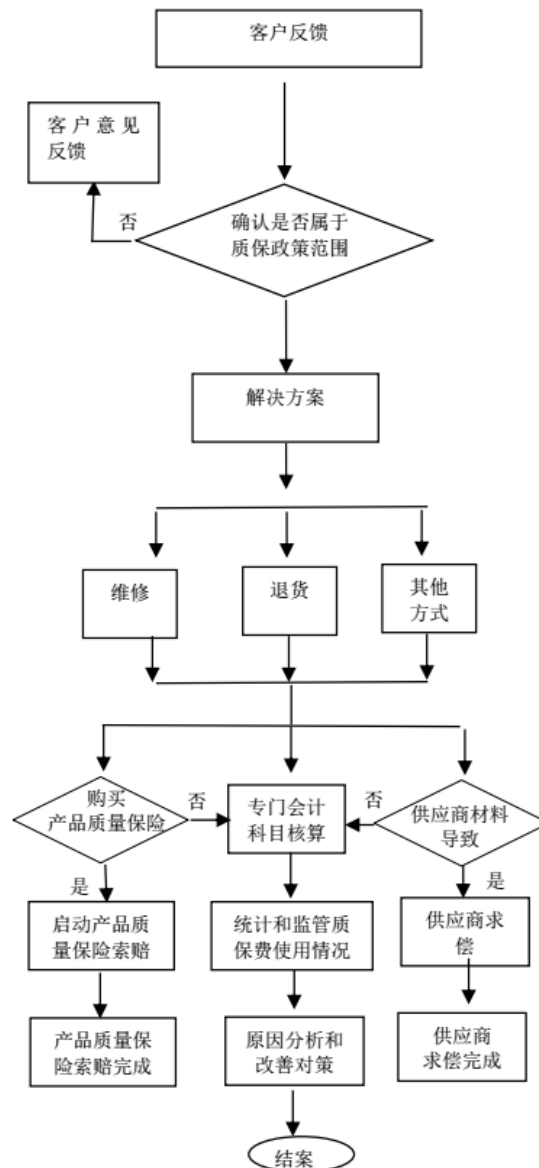 客户反馈
客户意见
反馈
否
确认是否属于
质保政策范围
解决方案
维修
退货
其他
方式
购买
产品质量保险
否
专门会计
科目核算
否
供应商材料
导致
是
是
启动产品质
量保险索赔
统计和监管质
保费使用情况
供应商求
偿
产品质量保
险索赔完成
原因分析和
改善对策
供应商
求偿完成
结案